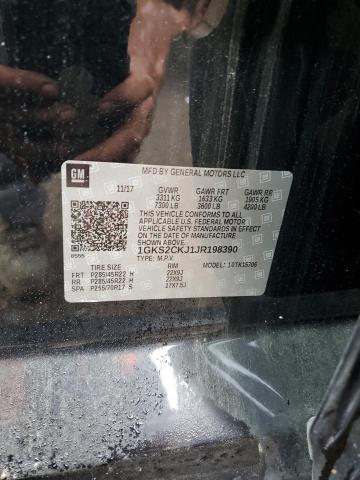 GM
MFD BY GENERAL MOTORS LLC
11/17 GVWR GAWR FRT GAWR RR
3311 KG 1633 KG 1905 KG
7300 LB 3600 LB 4200 LB
THIS VEHICLE CONFORMS TO ALL
APPLICABLE U.S. FEDERAL MOTOR
VEHICLE SAFETY STANDARDS IN
EFFECT ON THE DATE OF
MANUFACTURE SHOWN ABOVE.
1GKS2CKJ1JR198390
TYPE: M.P.V. MODEL: 10TK15706
TIRE SIZE RIM
FRT P285/45R22 H 22X9J
RR P285/45R22 H 22X9J
SPA P255/70R17 S 17X7.5J